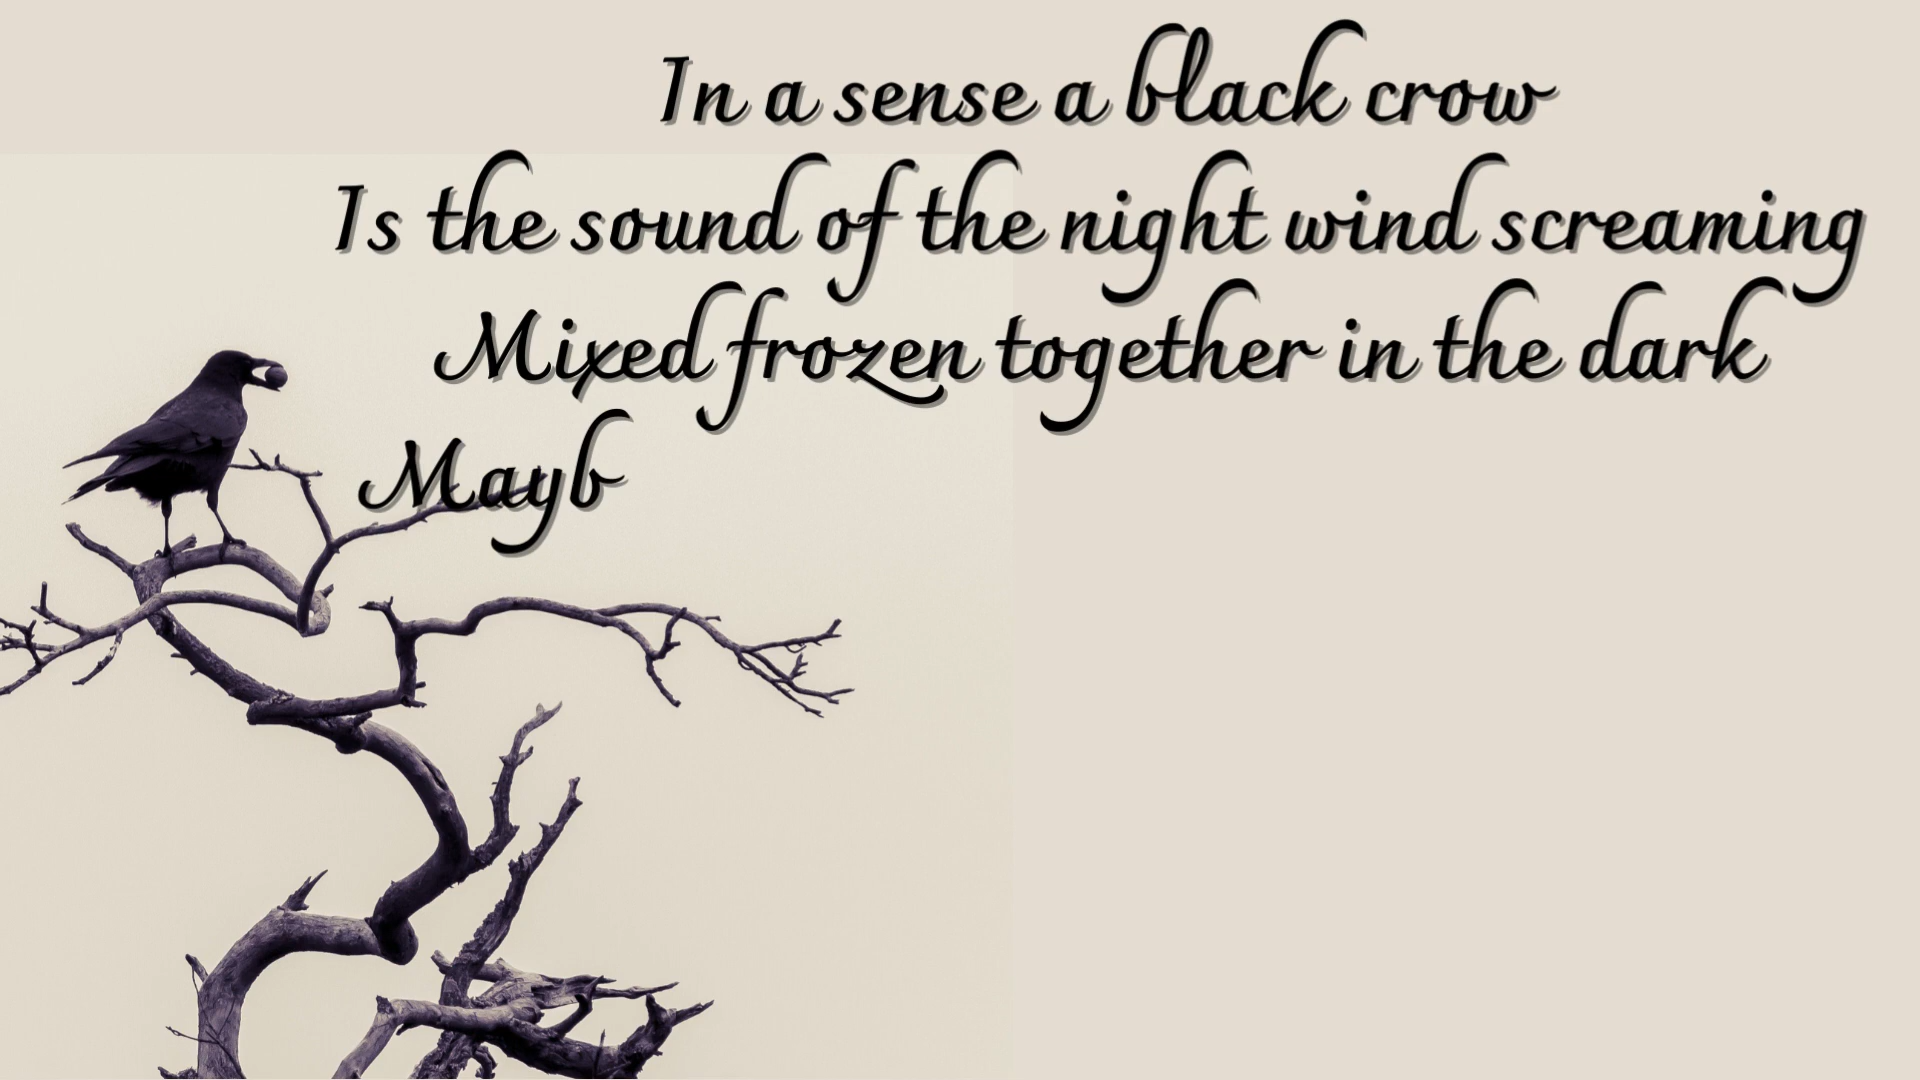 In a sense a black crow
Is the sound of the night wind screaming
Mixed frozen together in the dark
Mayb